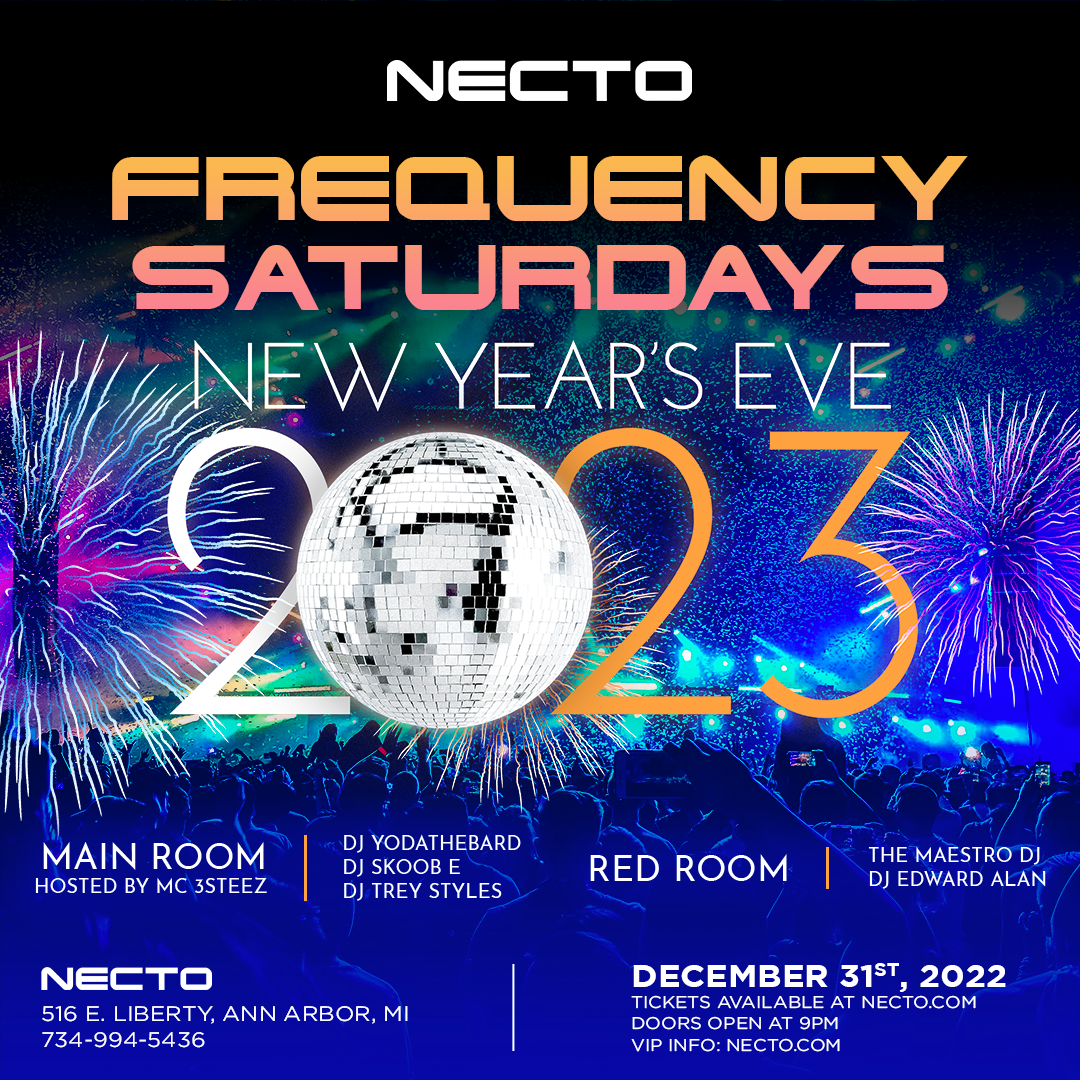 NECTO
FREQUENCY
SATURDAYS
NEW YEAR'S EVE
2023
MAIN ROOM
HOSTED BY MC 3STEEZ
DJ YODATHEBARD
DJ SKOOB E
DJ TREY STYLES
RED ROOM
THE MAESTRO DJ
DJ EDWARD ALAN
NECTO
516 E. LIBERTY, ANN ARBOR, MI
734-994-5436
DECEMBER 31ST, 2022
TICKETS AVAILABLE AT NECTO.COM
DOORS OPEN AT 9PM
VIP INFO: NECTO.COM